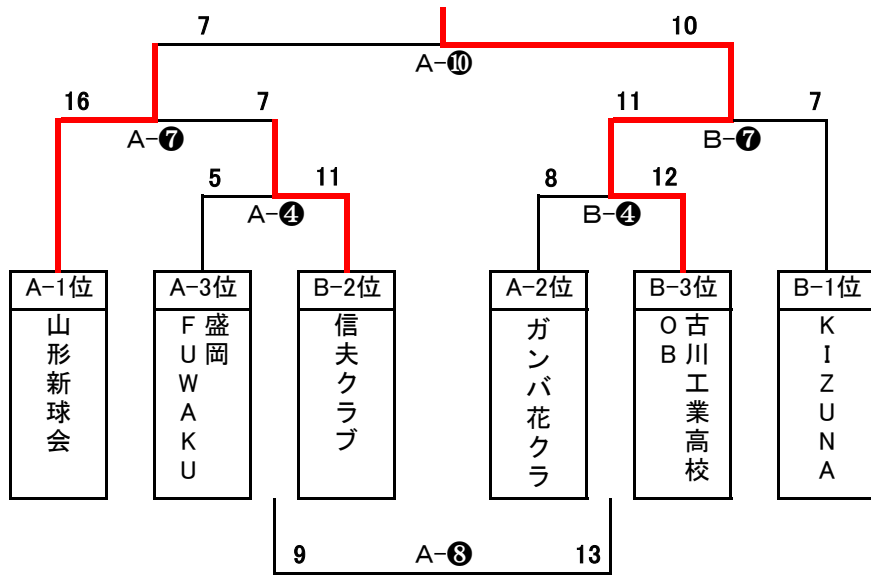 7 10
A-❿
16 7 11 7
A-❼ B-❼
5 11 8 12
A-❹ B-❹
A-1位 A-3位 B-2位 A-2位 B-3位 B-1位
山形新球会
盛岡
FUWAKU
信夫クラブ
ガンバ花クラ
古川工業高校
OB
KIZUNA
9 A-❽ 13